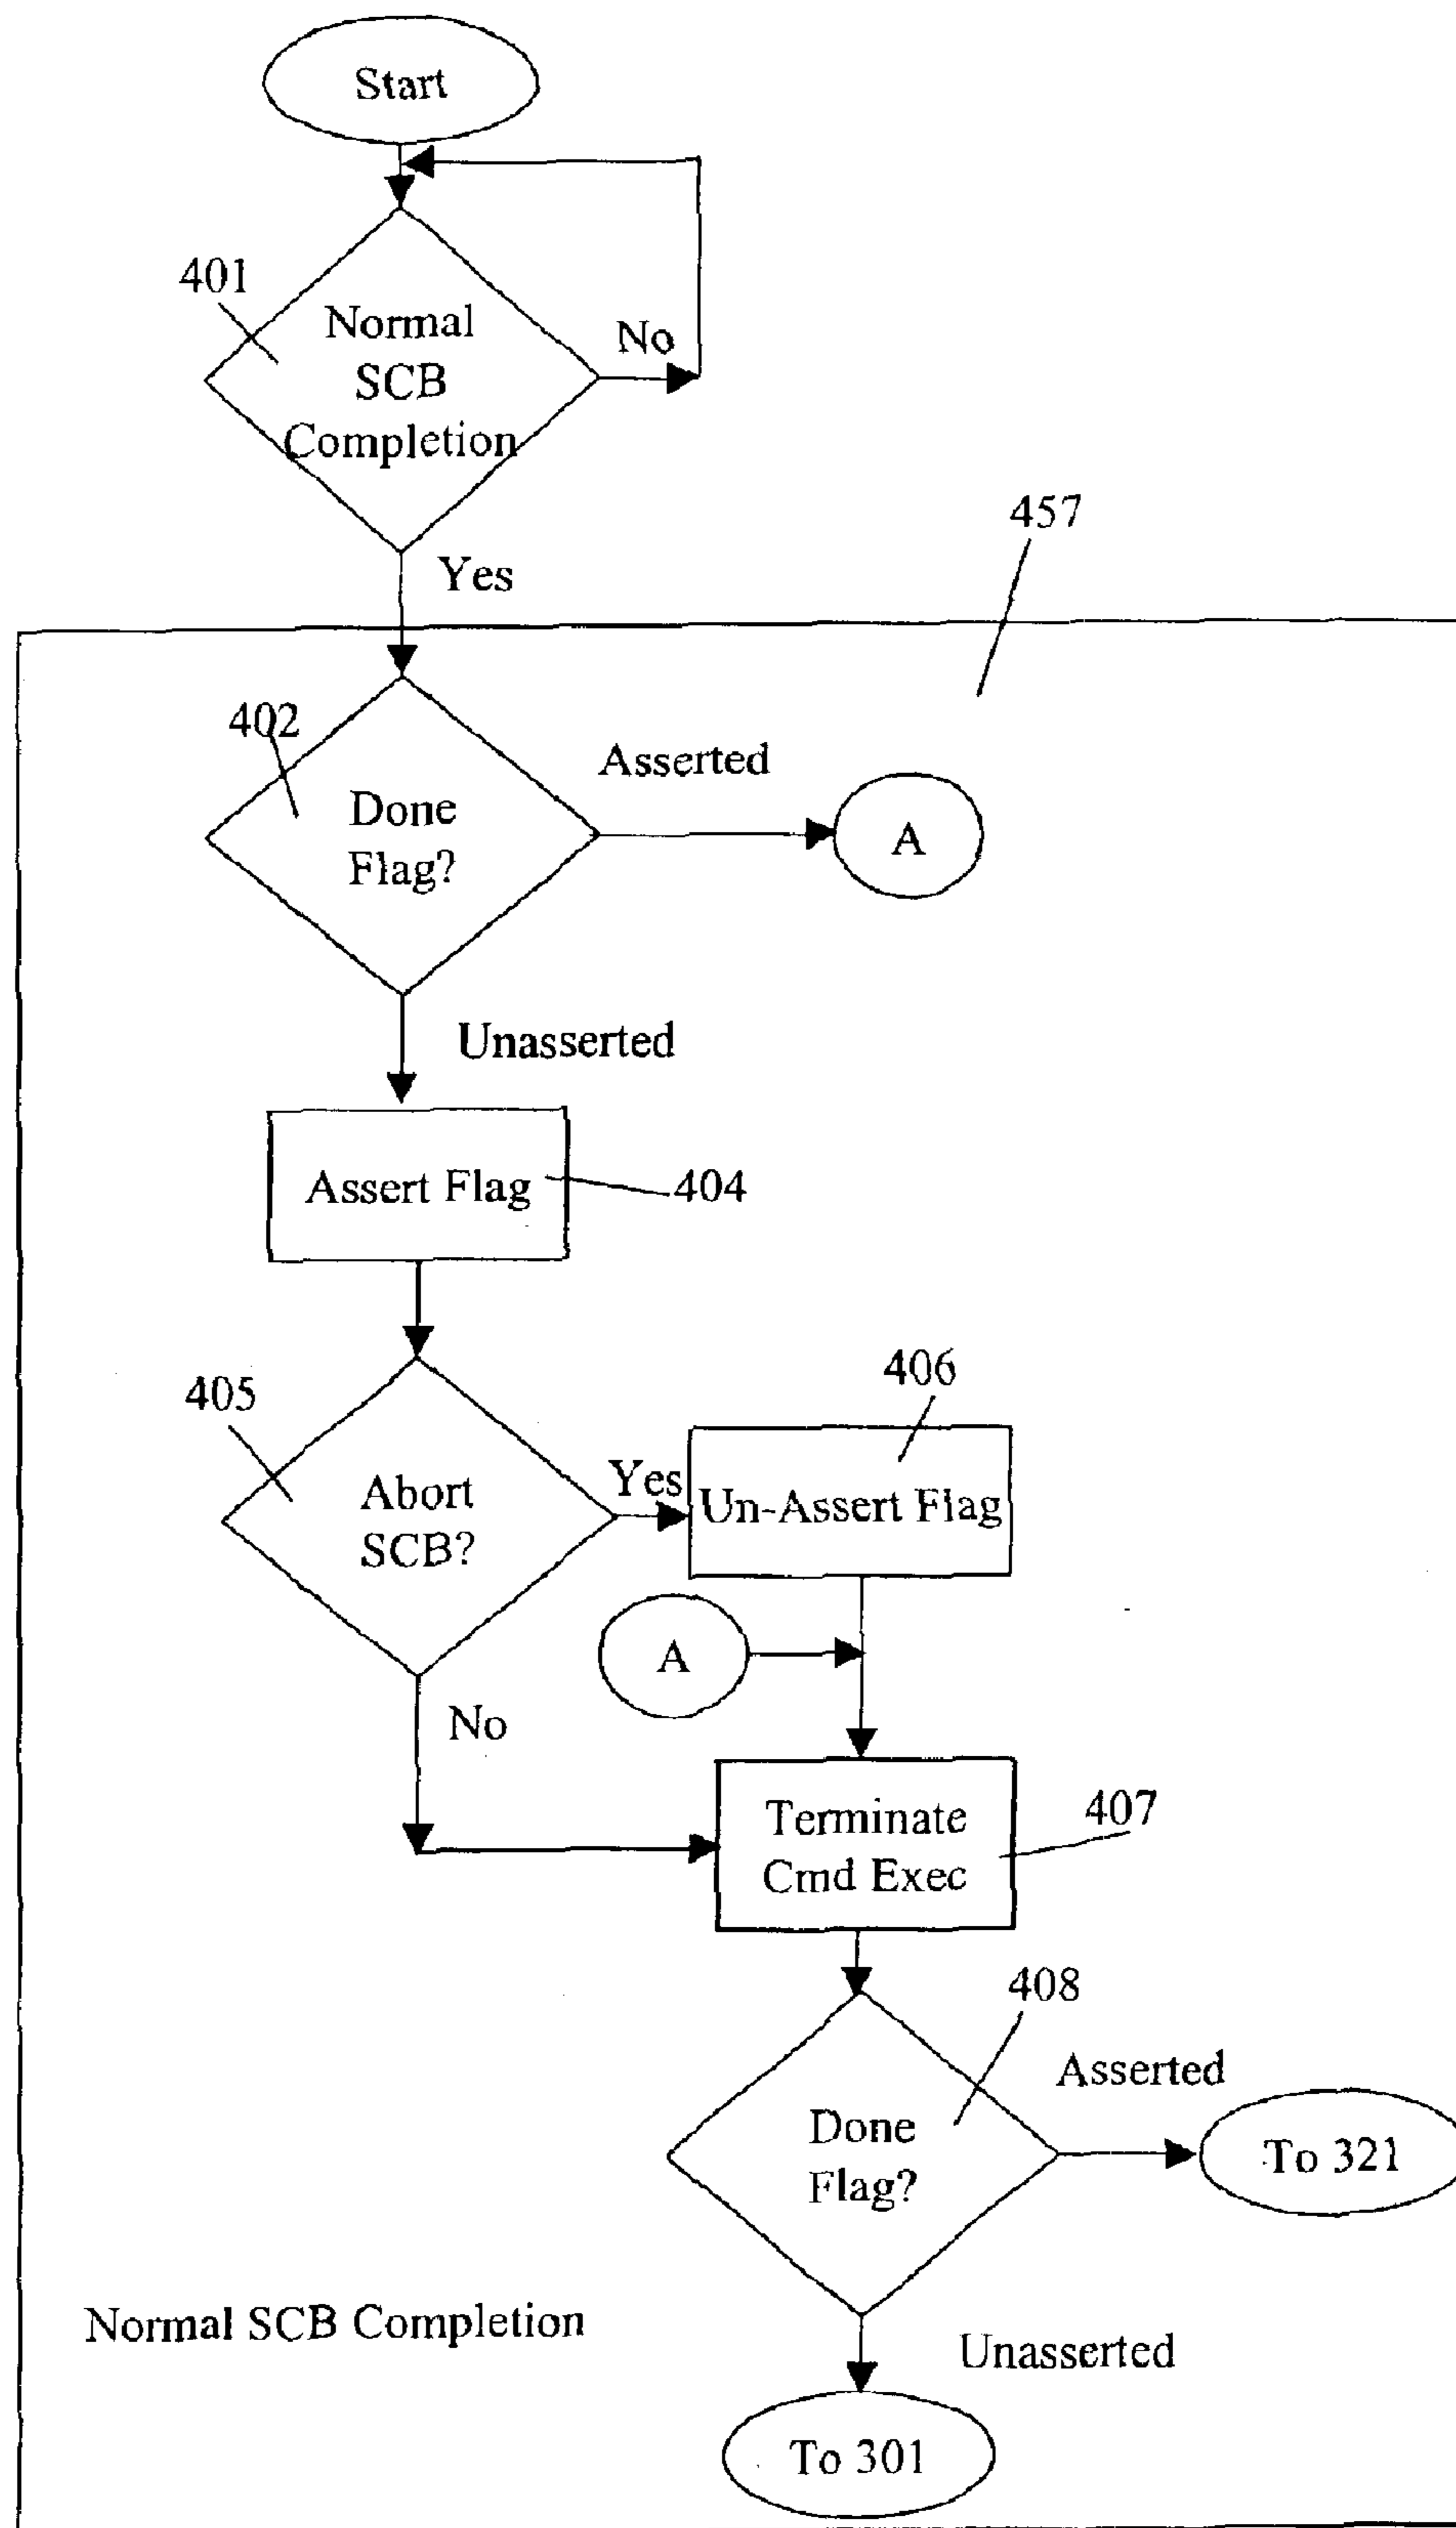 Start
401
Normal
SCB
Completion
No
Yes
457
402
Done
Flag?
Asserted
A
Unasserted
Assert Flag
404
405
Abort
SCB?
Yes
406
Un-Assert Flag
A
No
Terminate
Cmd Exec
407
408
Done
Flag?
Asserted
To 321
Normal SCB Completion
Unasserted
To 301